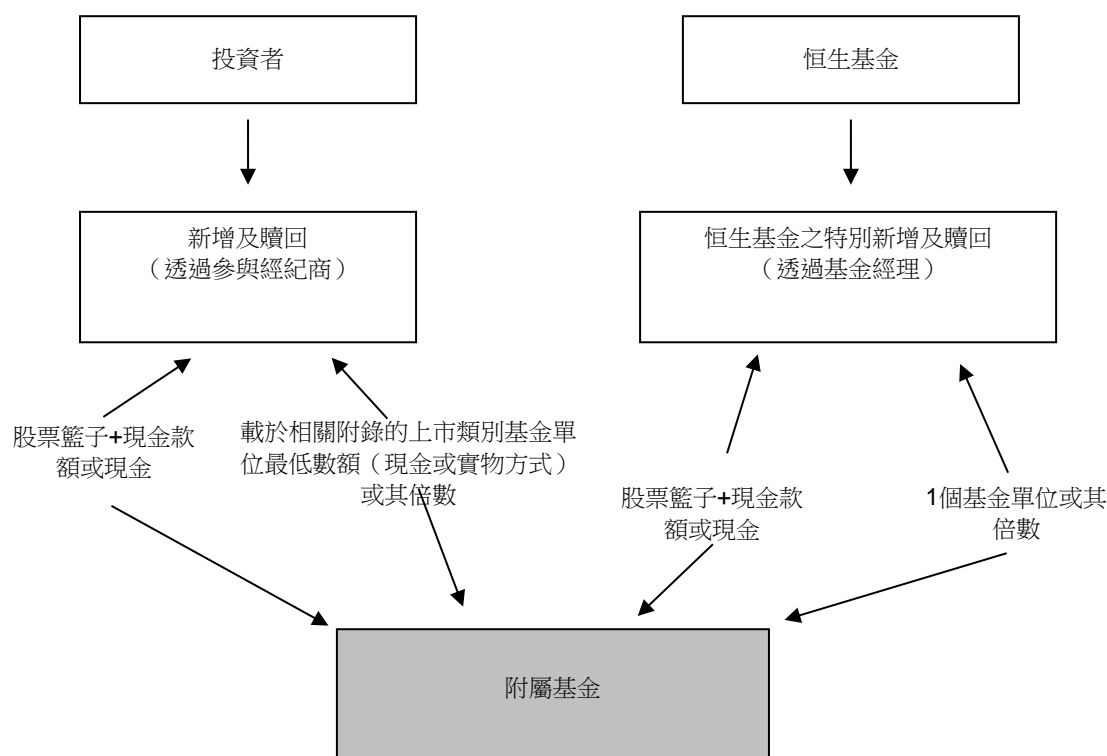 投資者
恒生基金
新增及贖回
（透過參與經紀商）
恒生基金之特別新增及贖回
（透過基金經理）
股票籃子+現金款
額或現金
載於相關附錄的上市類別基金單
位最低數額（現金或實物方式）
或其倍數
股票籃子+現金款
額或現金
1個基金單位或其
倍數
附屬基金